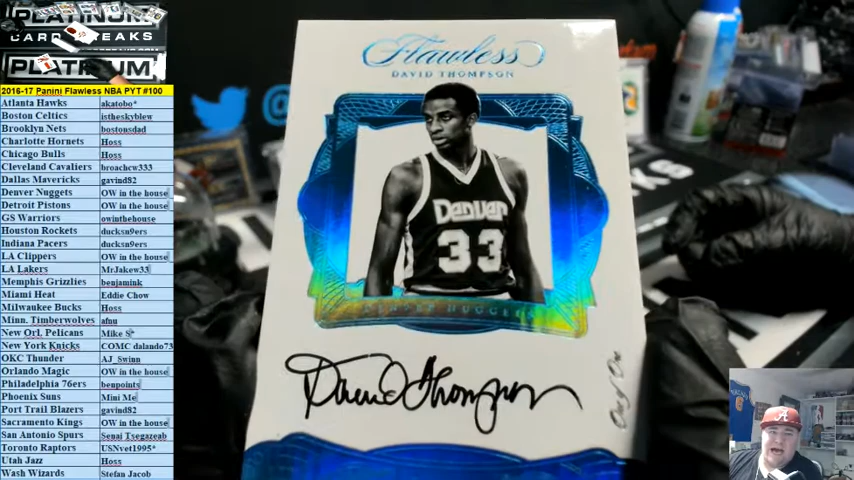 PLATINUM
CARD BREAKS
.COM
PLATINUM
2016-17 Panini Flawless NBA PYT #100
Atlanta Hawks akatobo*
Boston Celtics istheskyblew
Brooklyn Nets bostonsdad
Charlotte Hornets Hoss
Chicago Bulls Hoss
Cleveland Cavaliers broachcw333
Dallas Mavericks gavind82
Denver Nuggets OW in the house
Detroit Pistons OW in the house
GS Warriors owinthehouse
Houston Rockets ducksn9ers
Indiana Pacers ducksn9ers
LA Clippers OW in the house
LA Lakers MrJakew33
Memphis Grizzlies benjamink
Miami Heat Eddie Chow
Milwaukee Bucks Hoss
Minn. Timberwolves afnu
New Orl. Pelicans Mike S*
New York Knicks COMC dalando73
OKC Thunder AJ_Swinn
Orlando Magic OW in the house
Philadelphia 76ers benpoints
Phoenix Suns Mini Me
Port Trail Blazers gavind82
Sacramento Kings OW in the house
San Antonio Spurs Senai Tsegazeab
Toronto Raptors USNvet1995*
Utah Jazz Hoss
Wash Wizards Stefan Jacob
Flawless
DAVID THOMPSON
Denver
33
DENVER NUGGETS
David Thompson
One of One
@
A